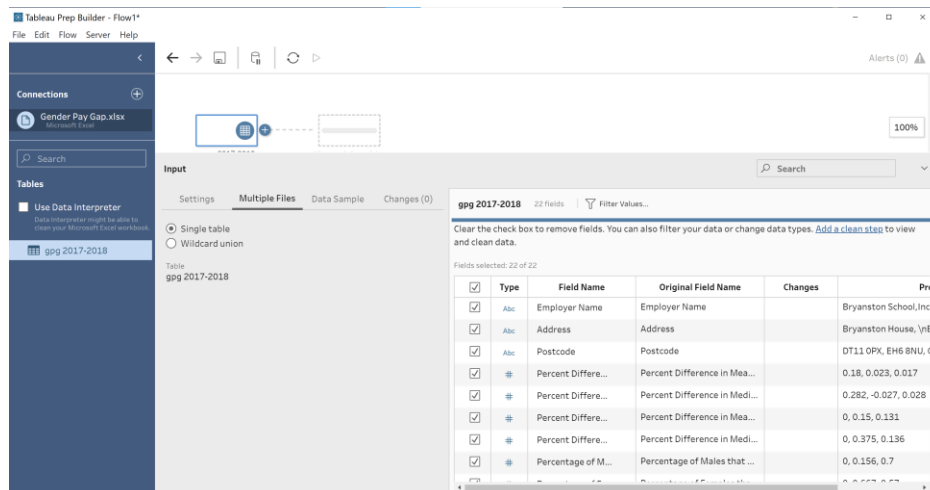 Tableau Prep Builder - Flow1*
File Edit Flow Server Help
Alerts (0)
Connections
Gender Pay Gap.xlsx
Microsoft Excel
100%
Search
Input
Search
Tables
Settings Multiple Files Data Sample Changes (0)
gpg 2017-2018 22 fields Filter Values...
Use Data Interpreter
Data Interpreter might be able to
clean your Microsoft Excel workbook.
Single table
Wildcard union
Clear the check box to remove fields. You can also filter your data or change data types. Add a clean step to view
and clean data.
gpg 2017-2018
Table
gpg 2017-2018
Fields selected: 22 of 22
Type Field Name Original Field Name Changes
Abc Employer Name Employer Name Bryanston School,Inc
Abc Address Address Bryanston House, \nB
Abc Postcode Postcode DT11 0PX, EH6 8NU,
# Percent Differe... Percent Difference in Mea... 0.18, 0.023, 0.017
# Percent Differe... Percent Difference in Medi... 0.282, -0.027, 0.028
# Percent Differe... Percent Difference in Mea... 0, 0.15, 0.131
# Percent Differe... Percent Difference in Medi... 0, 0.375, 0.136
# Percentage of M... Percentage of Males that ... 0, 0.156, 0.7